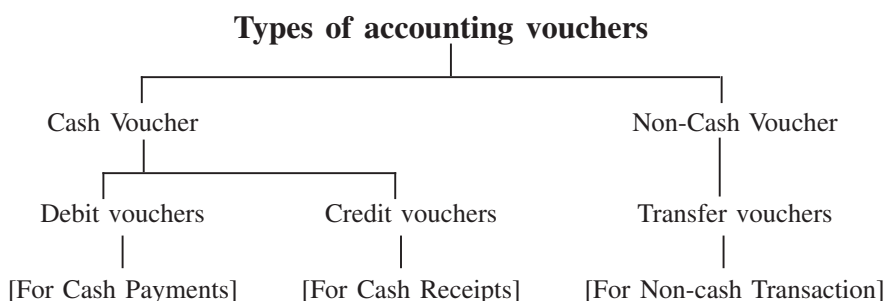 Types of accounting vouchers
Cash Voucher
Non-Cash Voucher
Debit vouchers
Credit vouchers
Transfer vouchers
[For Cash Payments]
[For Cash Receipts]
[For Non-cash Transaction]